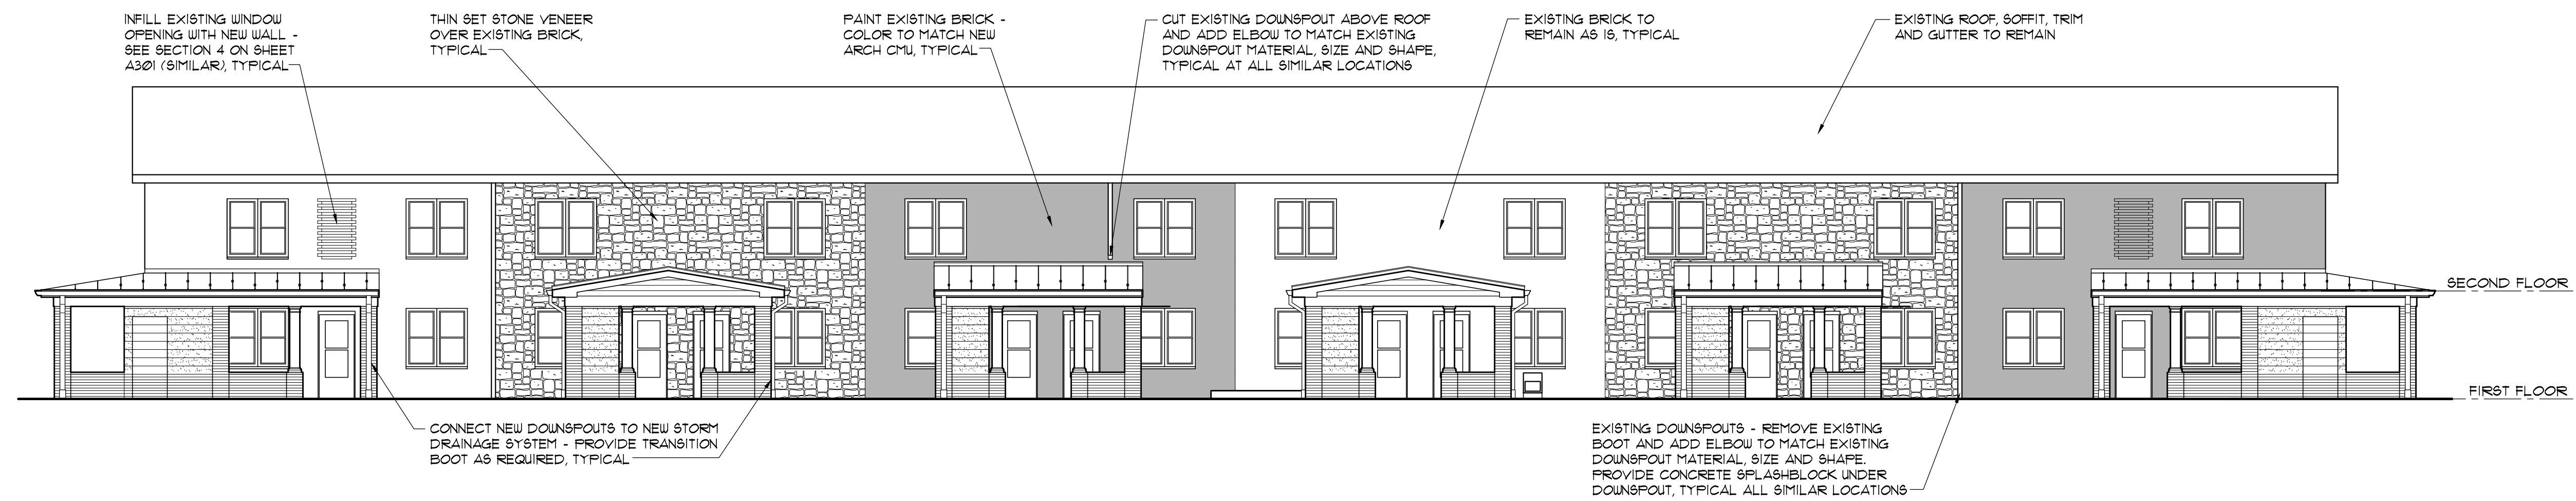 INFILL EXISTING WINDOW
OPENING WITH NEW WALL -
SEE SECTION 4 ON SHEET
A301 (SIMILAR), TYPICAL
THIN SET STONE VENEER
OVER EXISTING BRICK,
TYPICAL
PAINT EXISTING BRICK -
COLOR TO MATCH NEW
ARCH CMU, TYPICAL
CUT EXISTING DOWNSPOUT ABOVE ROOF
AND ADD ELBOW TO MATCH EXISTING
DOWNSPOUT MATERIAL, SIZE AND SHAPE,
TYPICAL AT ALL SIMILAR LOCATIONS
EXISTING BRICK TO
REMAIN AS IS, TYPICAL
EXISTING ROOF, SOFFIT, TRIM
AND GUTTER TO REMAIN
SECOND FLOOR
FIRST FLOOR
CONNECT NEW DOWNSPOUTS TO NEW STORM
DRAINAGE SYSTEM - PROVIDE TRANSITION
BOOT AS REQUIRED, TYPICAL
EXISTING DOWNSPOUTS - REMOVE EXISTING
BOOT AND ADD ELBOW TO MATCH EXISTING
DOWNSPOUT MATERIAL, SIZE AND SHAPE.
PROVIDE CONCRETE SPLASHBLOCK UNDER
DOWNSPOUT, TYPICAL ALL SIMILAR LOCATIONS